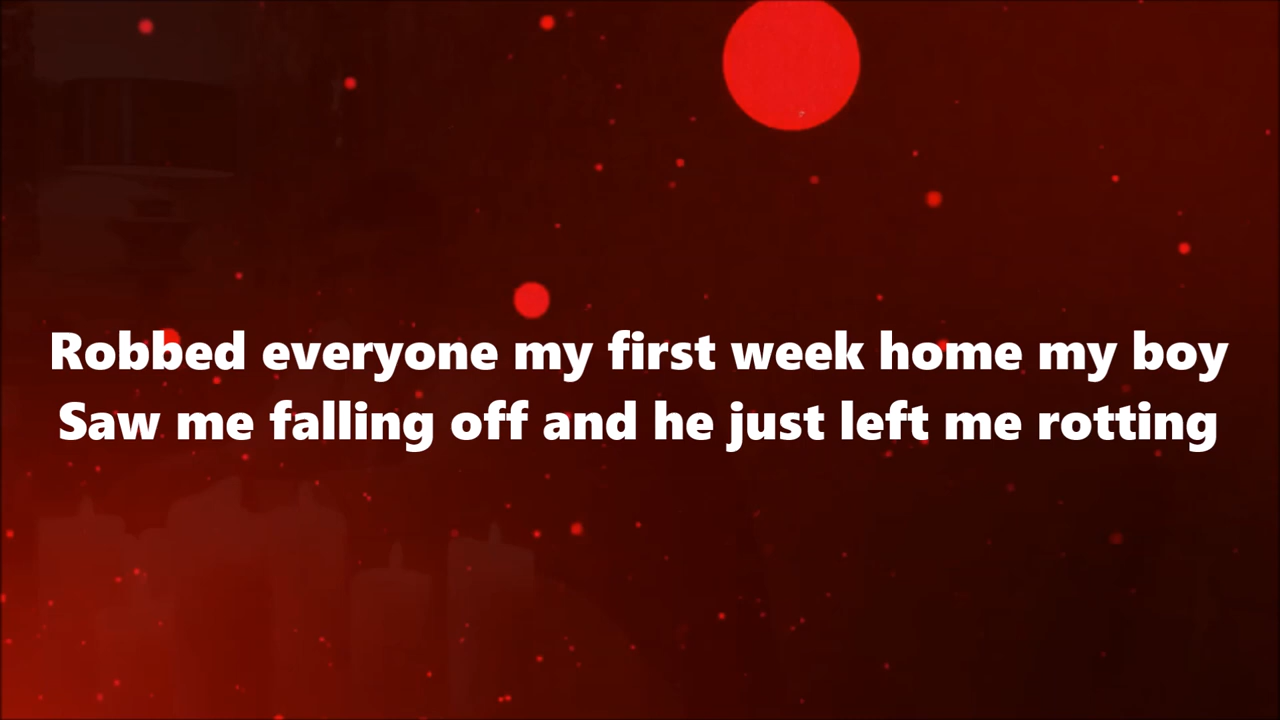 Robbed everyone my first week home my boy
Saw me falling off and he just left me rotting